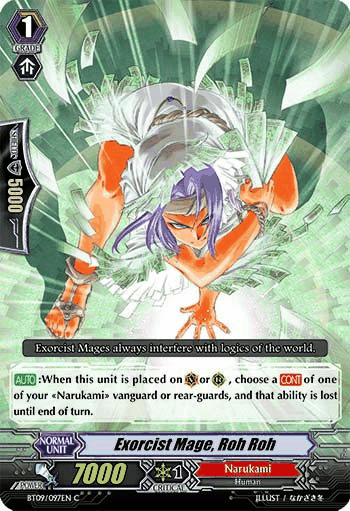 1
GRADE
SHIELD
5000
Exorcist Mages always interfere with logics of the world.
AUTO :When this unit is placed on V or R , choose a CONT of one
of your «Narukami» vanguard or rear-guards, and that ability is lost
until end of turn.
NORMAL
UNIT
Exorcist Mage, Roh Roh
POWER
7000
1
CRITICAL
Narukami
Human
BT09/097EN C
ILLUST / なかざき冬